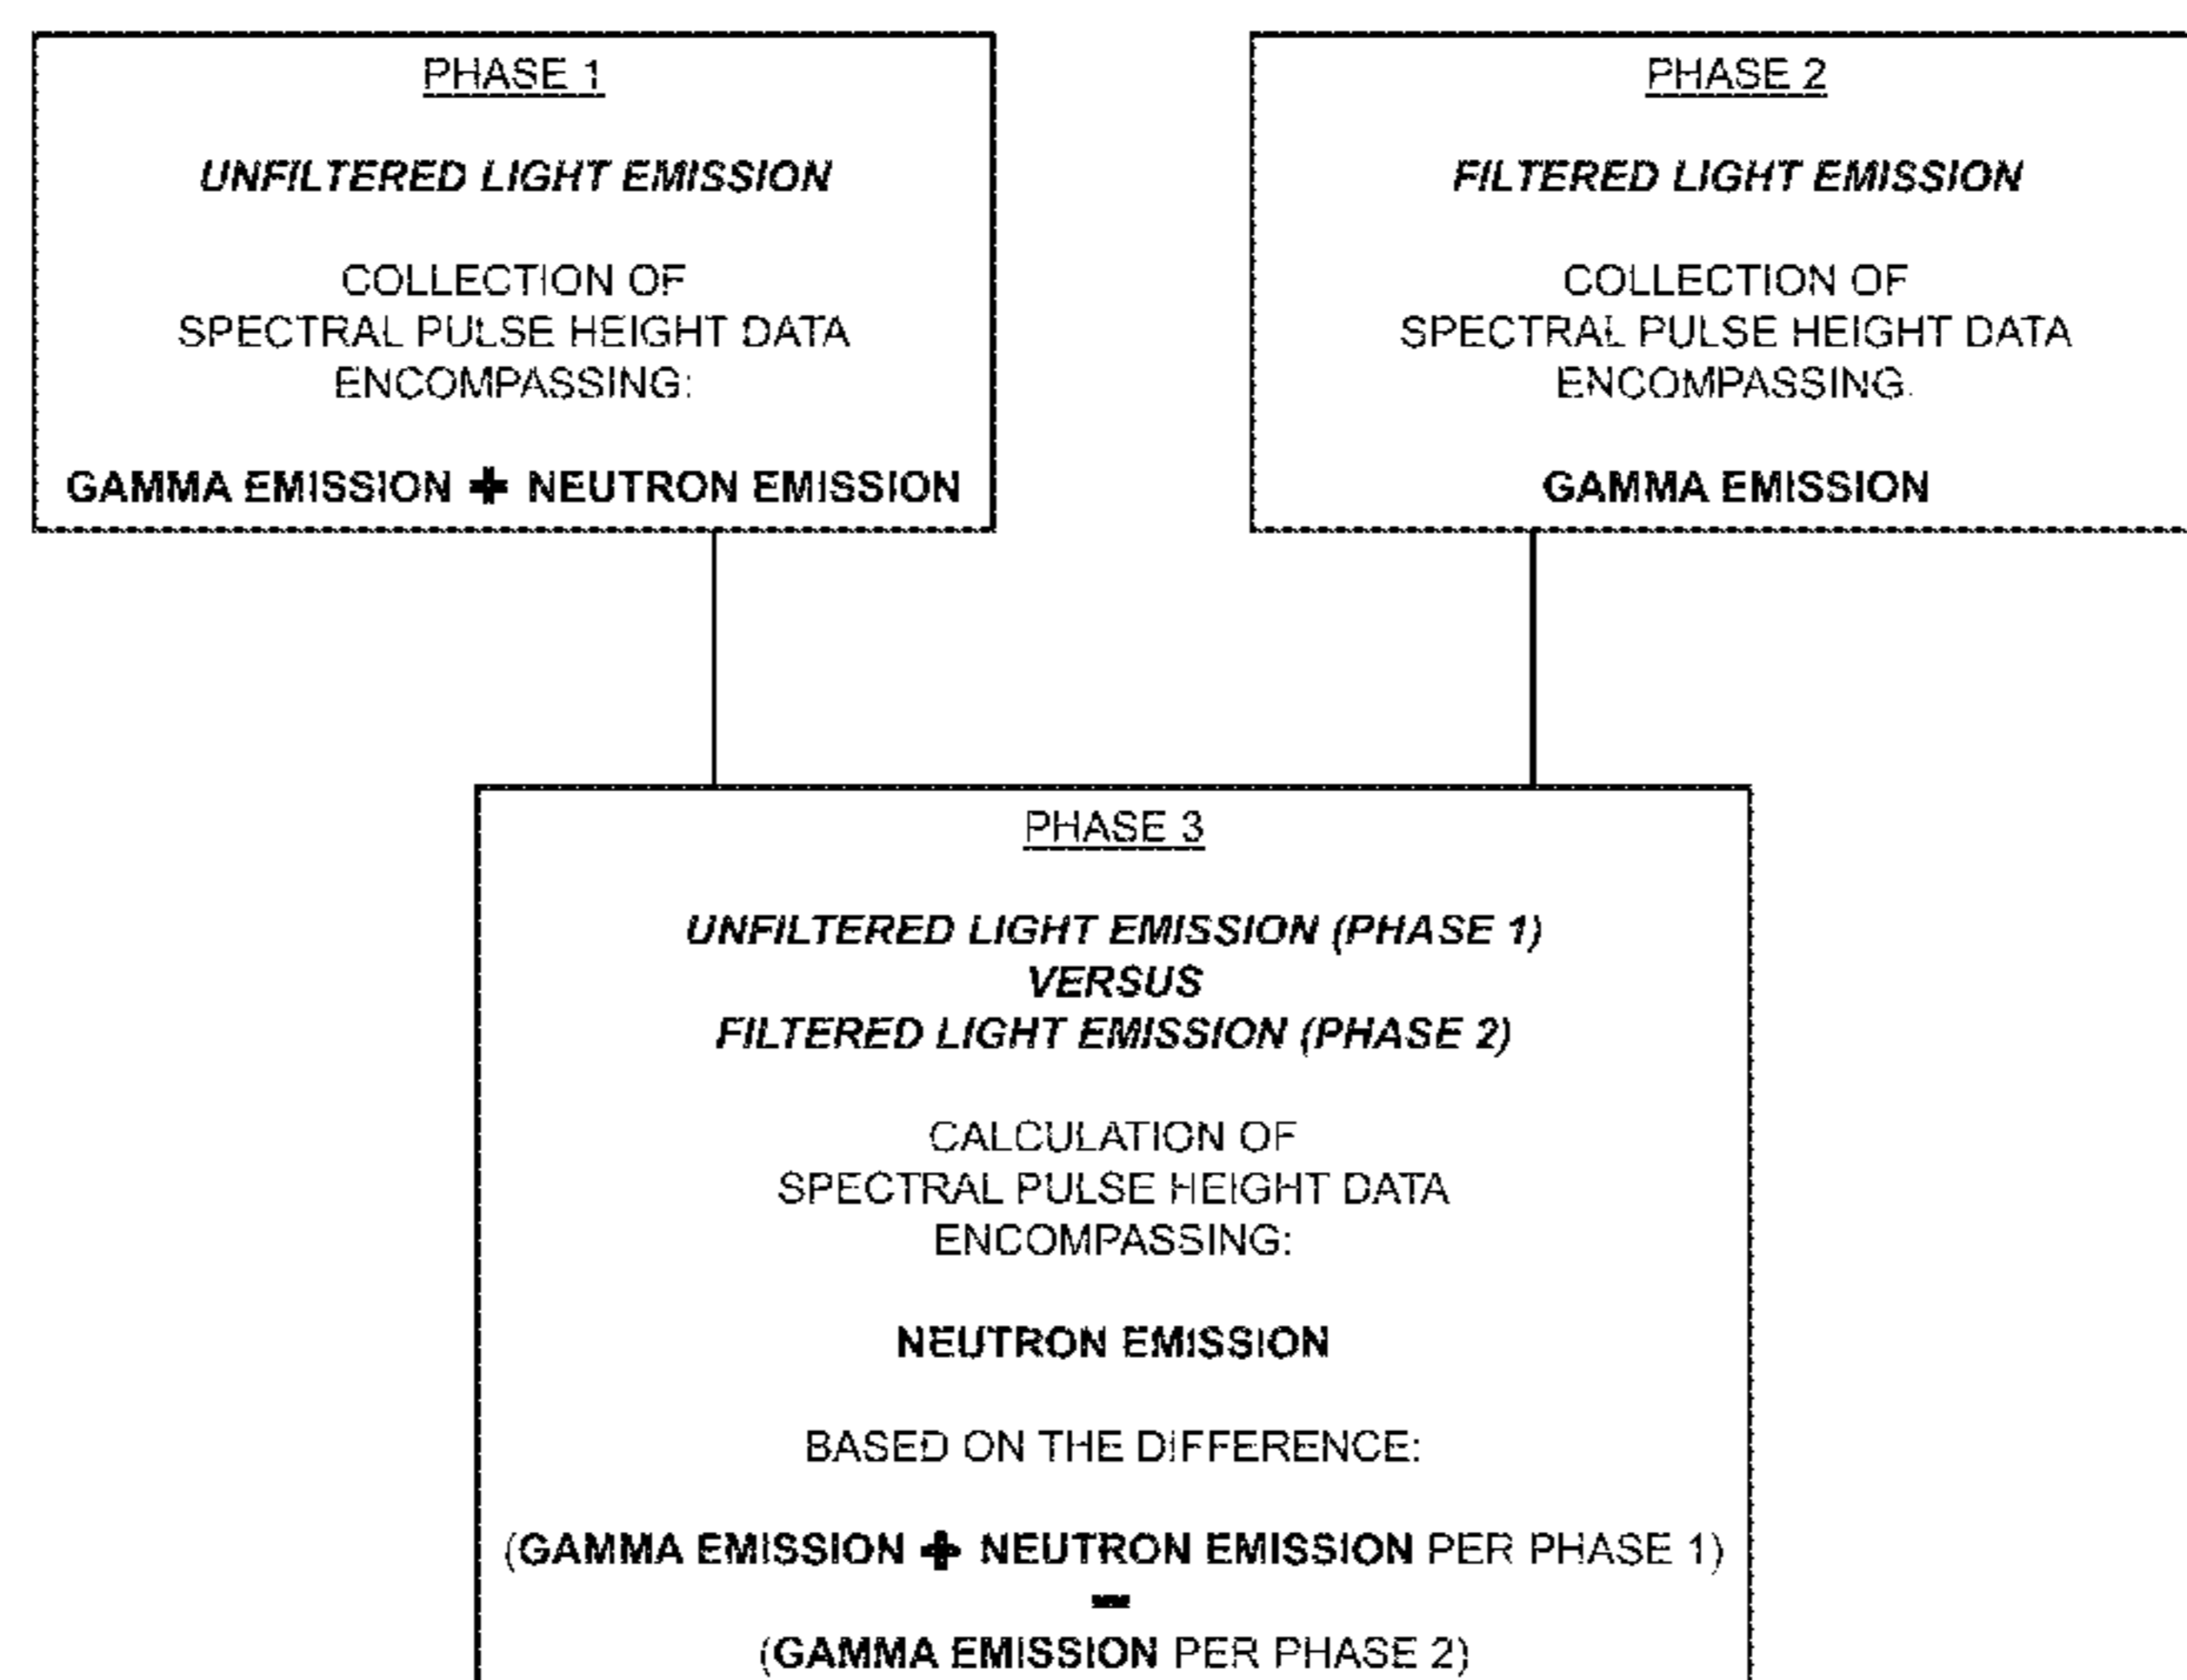 PHASE 1
UNFILTERED LIGHT EMISSION
COLLECTION OF
SPECTRAL PULSE HEIGHT DATA
ENCOMPASSING:
GAMMA EMISSION + NEUTRON EMISSION
PHASE 2
FILTERED LIGHT EMISSION
COLLECTION OF
SPECTRAL PULSE HEIGHT DATA
ENCOMPASSING:
GAMMA EMISSION
PHASE 3
UNFILTERED LIGHT EMISSION (PHASE 1)
VERSUS
FILTERED LIGHT EMISSION (PHASE 2)
CALCULATION OF
SPECTRAL PULSE HEIGHT DATA
ENCOMPASSING:
NEUTRON EMISSION
BASED ON THE DIFFERENCE:
(GAMMA EMISSION + NEUTRON EMISSION PER PHASE 1)
−
(GAMMA EMISSION PER PHASE 2)